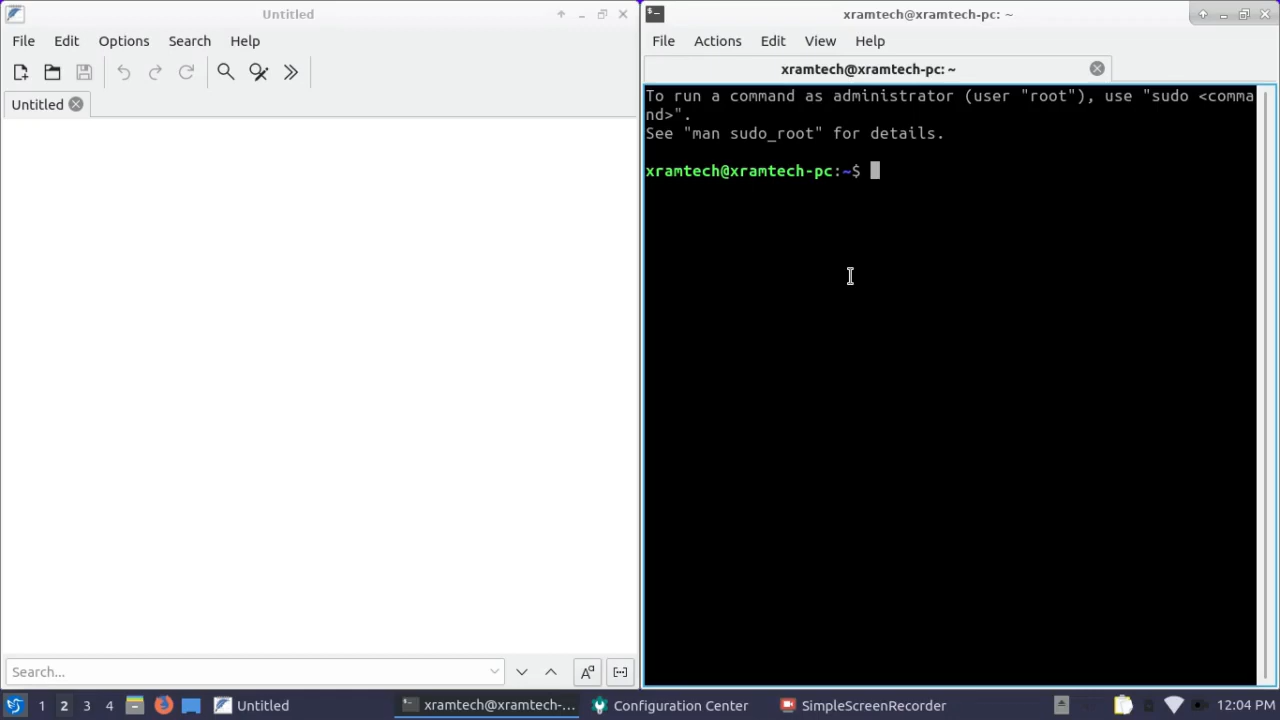 Untitled
File Edit Options Search Help
Untitled
Search...
xramtech@xramtech-pc: ~
File Actions Edit View Help
xramtech@xramtech-pc: ~
To run a command as administrator (user "root"), use "sudo <comma
nd>".
See "man sudo_root" for details.
xramtech@xramtech-pc:~$
1 2 3 4 Untitled xramtech@xramtech-... Configuration Center SimpleScreenRecorder 12:04 PM